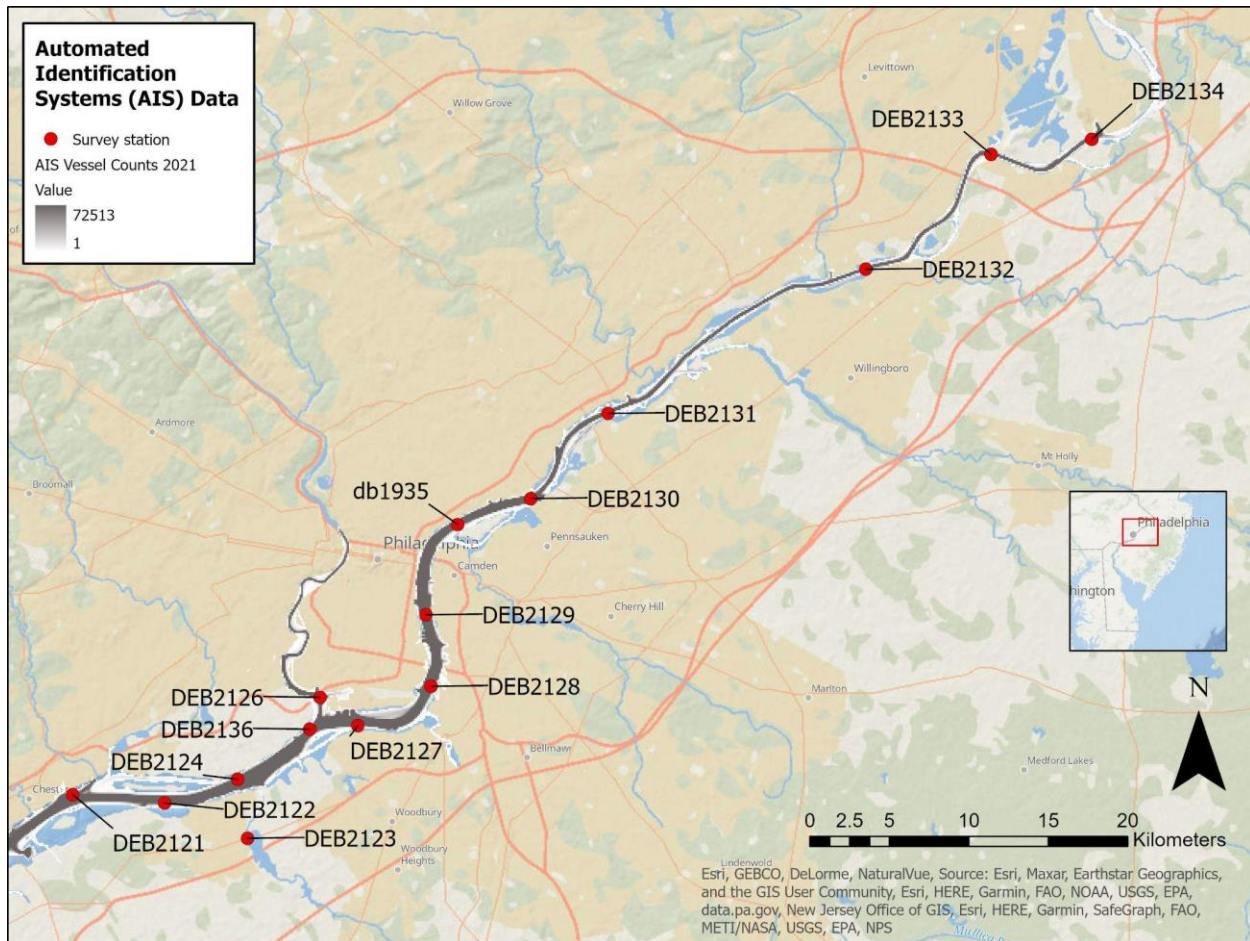 Automated
Identification
Systems (AIS) Data
Survey station
AIS Vessel Counts 2021
Value
72513
1
Levittown
Willow Grove
DEB2133
DEB2134
of
DEB2132
Willingboro
DEB2131
Ardmore
Mt Holly
Broomall
db1935
DEB2130
Philadelphia
Pennsauken
Camden
Philadelphia
hington
DEB2129
Cherry Hill
DEB2126
DEB2128
Marlton
N
DEB2136
DEB2127
Bellmawr
DEB2124
Medford Lakes
Chest
DEB2122
Woodbury
0 2.5 5 10 15 20
Kilometers
DEB2121
DEB2123
Woodbury
Heights
Lindenwold
Esri, GEBCO, DeLorme, NaturalVue, Source: Esri, Maxar, Earthstar Geographics,
and the GIS User Community, Esri, HERE, Garmin, FAO, NOAA, USGS, EPA,
data.pa.gov, New Jersey Office of GIS, Esri, HERE, Garmin, SafeGraph, FAO,
METI/NASA, USGS, EPA, NPS
Mullica